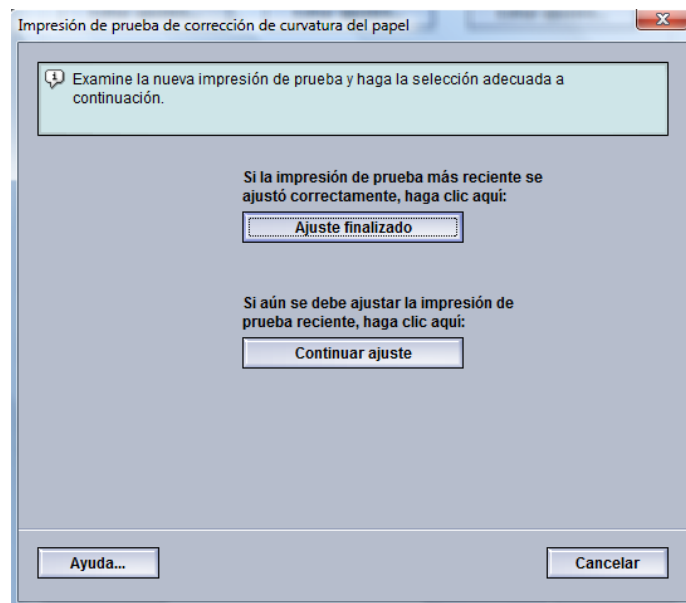 Impresión de prueba de corrección de curvatura del papel
Examine la nueva impresión de prueba y haga la selección adecuada a
continuación.
Si la impresión de prueba más reciente se
ajustó correctamente, haga clic aquí:
Ajuste finalizado
Si aún se debe ajustar la impresión de
prueba reciente, haga clic aquí:
Continuar ajuste
Ayuda...
Cancelar